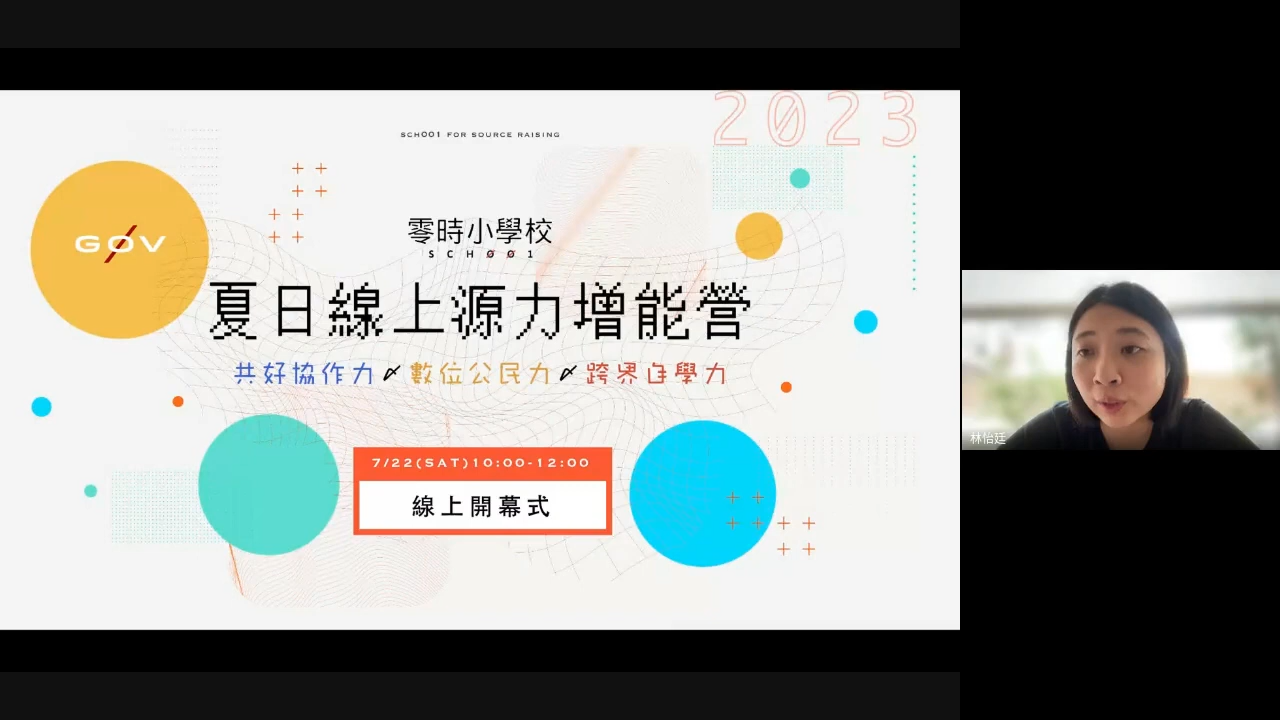 2023
SCH001 FOR SOURCE RAISING
G0V
零時小學校
SCH001
夏日線上源力增能營
共好協作力 數位公民力 跨界自學力
7/22(SAT)10:00-12:00
線上開幕式
林怡廷